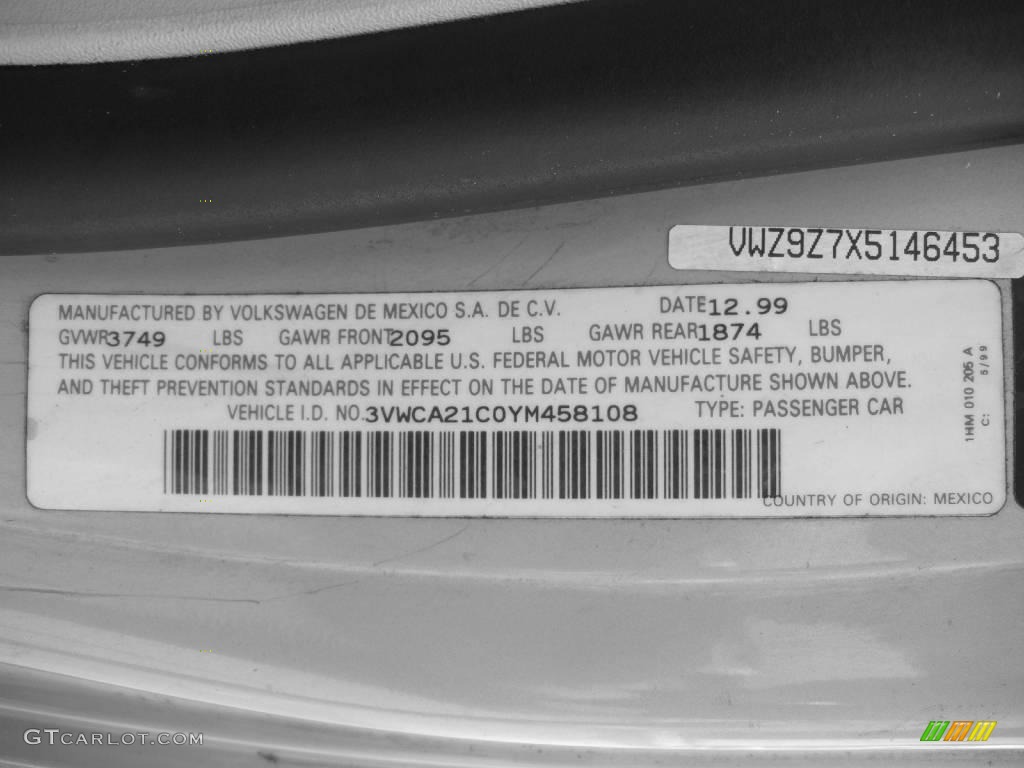 VWZ9Z7X5146453
MANUFACTURED BY VOLKSWAGEN DE MEXICO S.A. DE C.V. DATE 12.99
GVWR 3749 LBS GAWR FRONT 2095 LBS GAWR REAR 1874 LBS
THIS VEHICLE CONFORMS TO ALL APPLICABLE U.S. FEDERAL MOTOR VEHICLE SAFETY, BUMPER,
AND THEFT PREVENTION STANDARDS IN EFFECT ON THE DATE OF MANUFACTURE SHOWN ABOVE.
VEHICLE I.D. NO. 3VWCA21C0YM458108 TYPE: PASSENGER CAR
COUNTRY OF ORIGIN: MEXICO
1HM 010 205 A
C: 5/99
GTCARLOT.COM